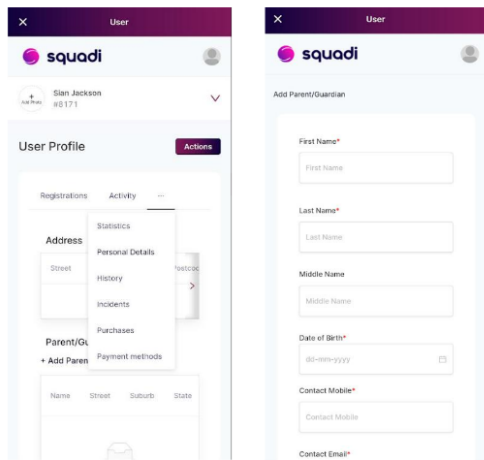 User
squadi
+
Add Photo
Sian Jackson
#8171
User Profile
Actions
Registrations Activity ...
Statistics
Personal Details
History
Incidents
Purchases
Payment methods
Address
Street
Parent/Gu
+ Add Paren
Name Street Suburb State
User
squadi
Add Parent/Guardian
First Name*
First Name
Last Name*
Last Name
Middle Name
Middle Name
Date of Birth*
dd-mm-yyyy
Contact Mobile*
Contact Mobile
Contact Email*